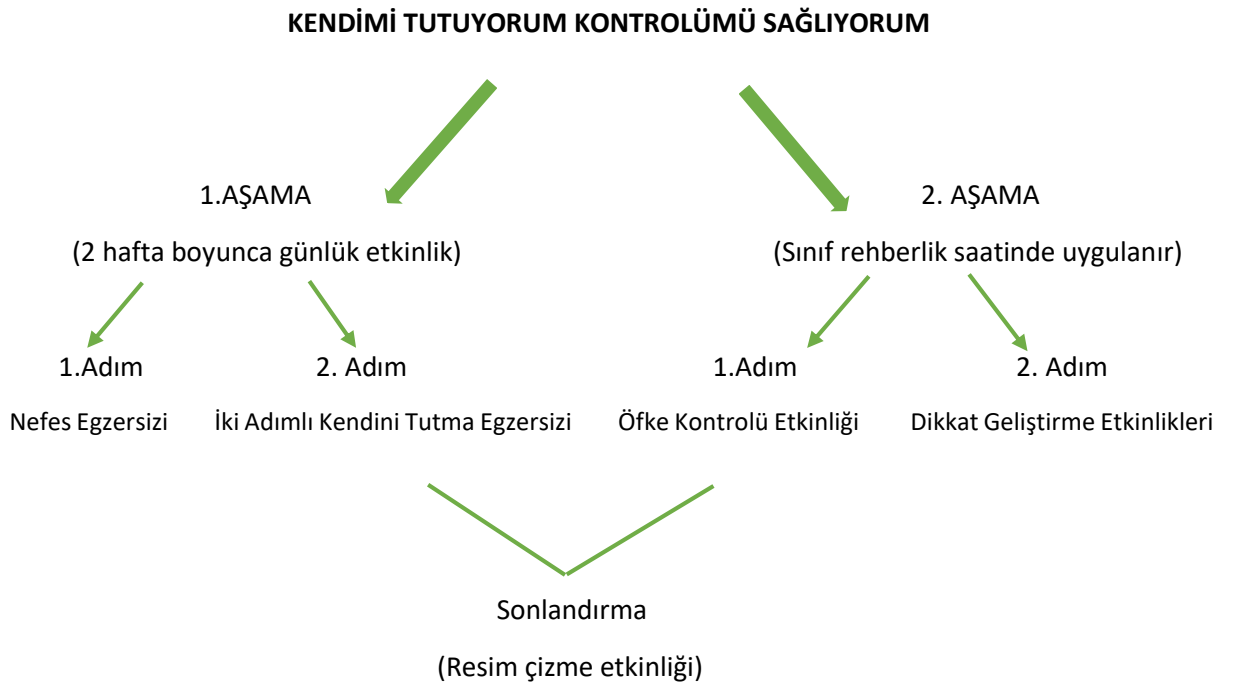 KENDİMİ TUTUYORUM KONTROLÜMÜ SAĞLIYORUM
1.AŞAMA
(2 hafta boyunca günlük etkinlik)
2. AŞAMA
(Sınıf rehberlik saatinde uygulanır)
1.Adım
Nefes Egzersizi
2. Adım
İki Adımlı Kendini Tutma Egzersizi
1.Adım
Öfke Kontrolü Etkinliği
2. Adım
Dikkat Geliştirme Etkinlikleri
Sonlandırma
(Resim çizme etkinliği)